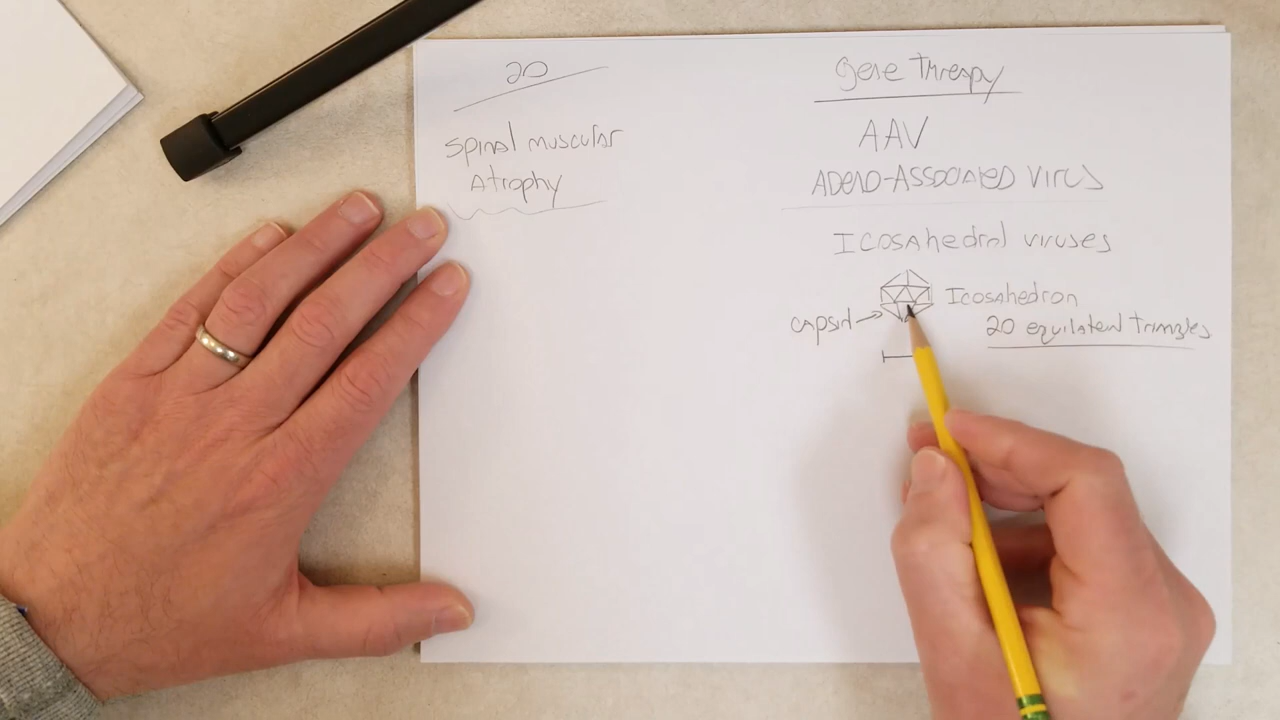 20
spinal muscular
Atrophy
Gene Therapy
AAV
ADENO-ASSOCIATED VIRUS
Icosahedral viruses
Icosahedron
capsid
20 equilateral triangles